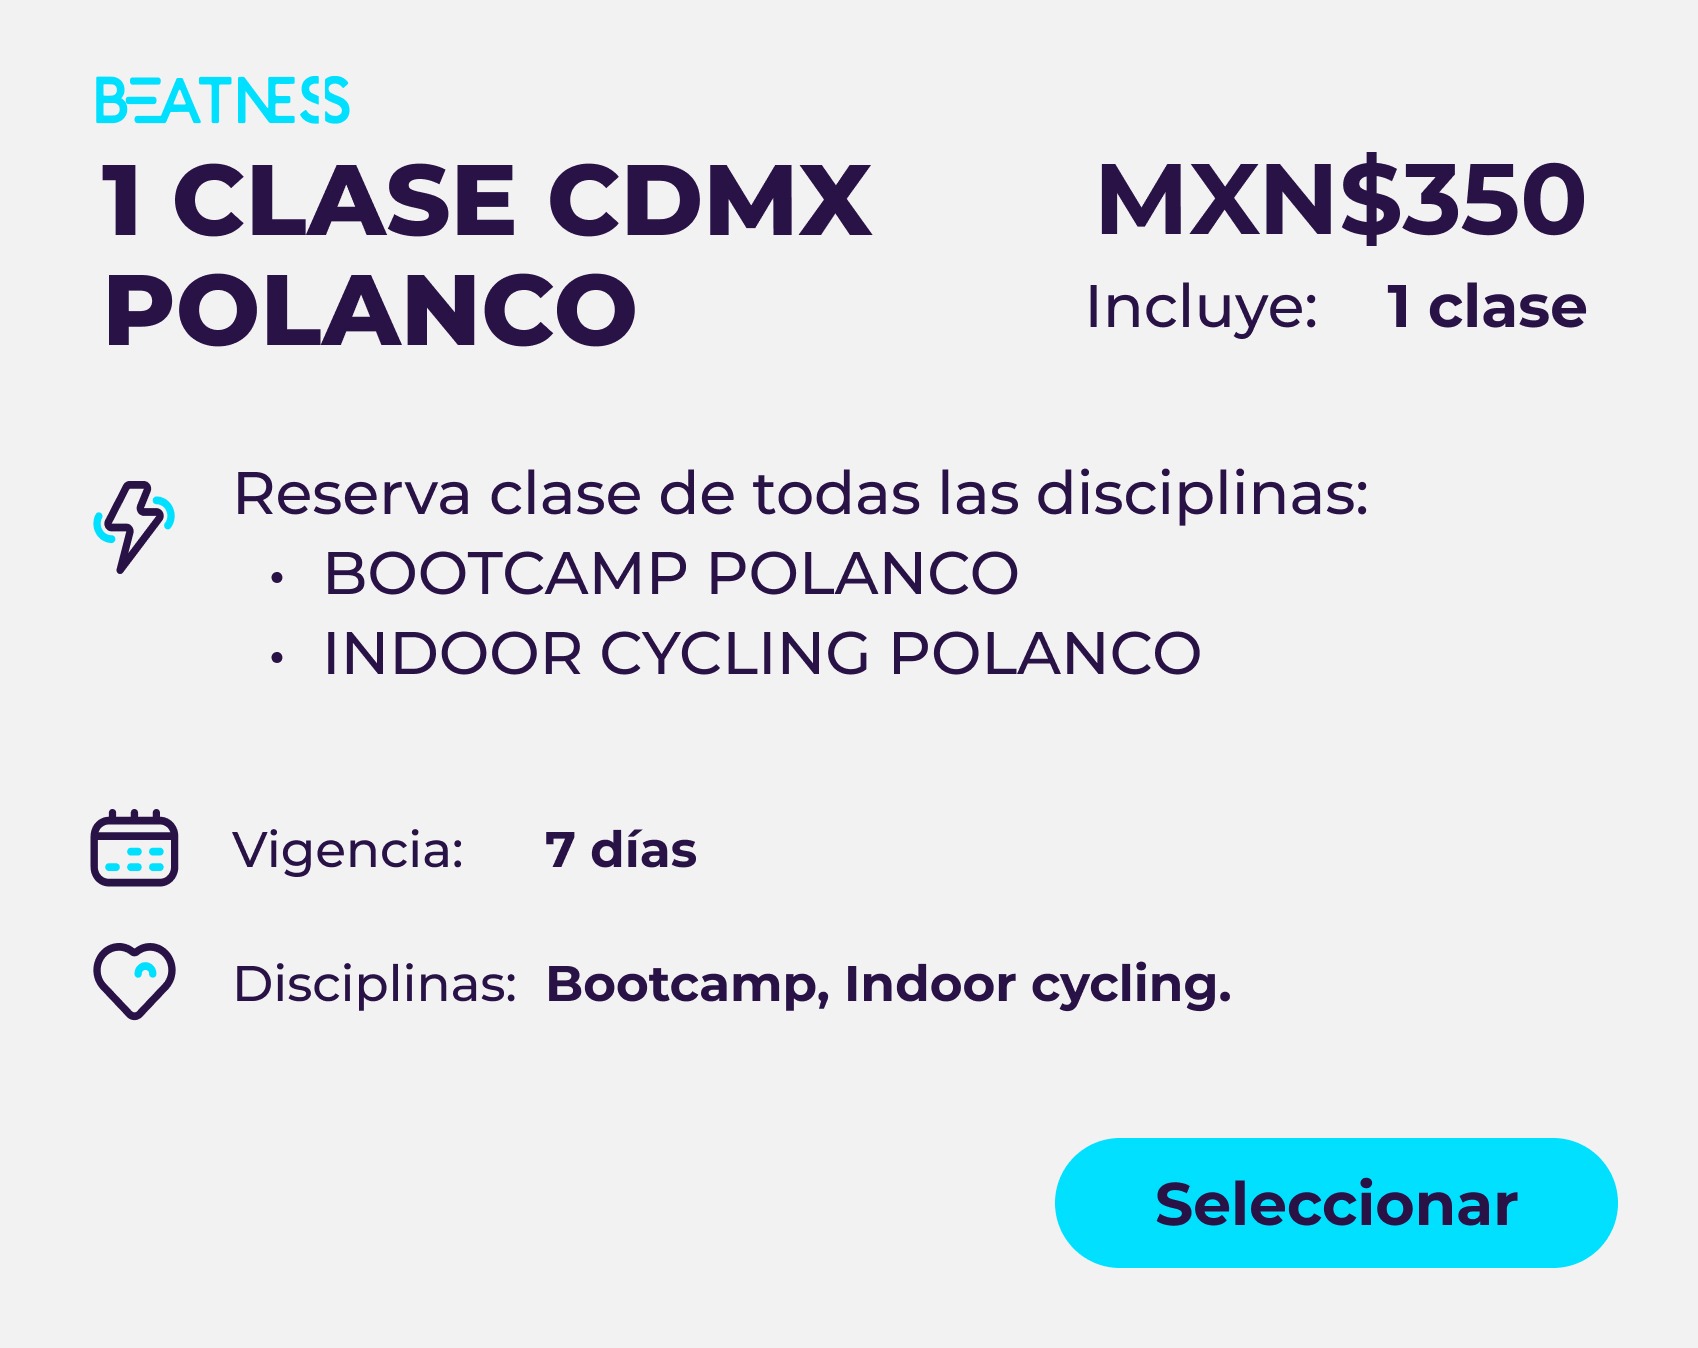 BEATNESS
1 CLASE CDMX
POLANCO
MXN$350
Incluye: 1 clase
Reserva clase de todas las disciplinas:
• BOOTCAMP POLANCO
• INDOOR CYCLING POLANCO
Vigencia: 7 días
Disciplinas: Bootcamp, Indoor cycling.
Seleccionar